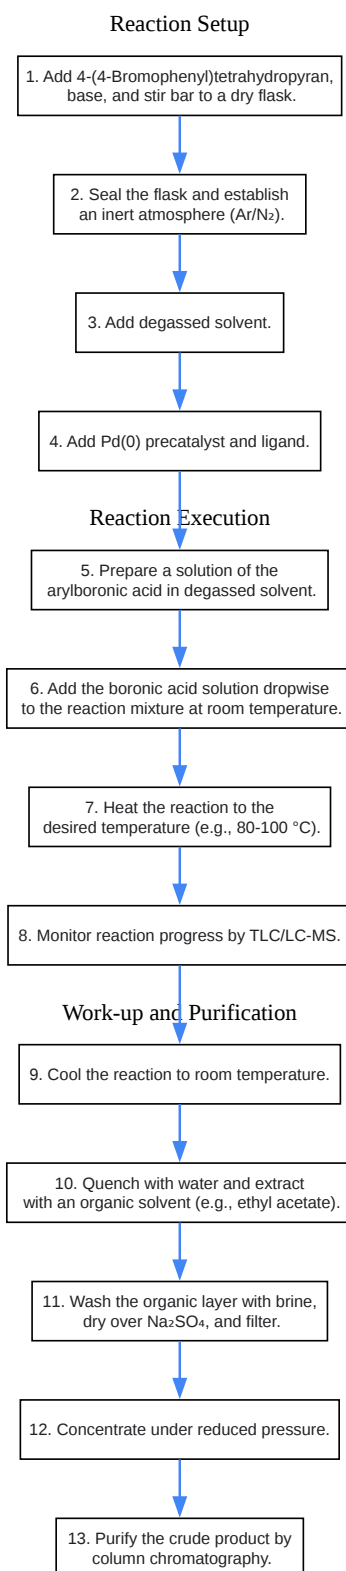 Reaction Setup
1. Add 4-(4-Bromophenyl)tetrahydropyran,
base, and stir bar to a dry flask.
2. Seal the flask and establish
an inert atmosphere (Ar/N₂).
3. Add degassed solvent.
4. Add Pd(0) precatalyst and ligand.
Reaction Execution
5. Prepare a solution of the
arylboronic acid in degassed solvent.
6. Add the boronic acid solution dropwise
to the reaction mixture at room temperature.
7. Heat the reaction to the
desired temperature (e.g., 80-100 °C).
8. Monitor reaction progress by TLC/LC-MS.
Work-up and Purification
9. Cool the reaction to room temperature.
10. Quench with water and extract
with an organic solvent (e.g., ethyl acetate).
11. Wash the organic layer with brine,
dry over Na₂SO₄, and filter.
12. Concentrate under reduced pressure.
13. Purify the crude product by
column chromatography.